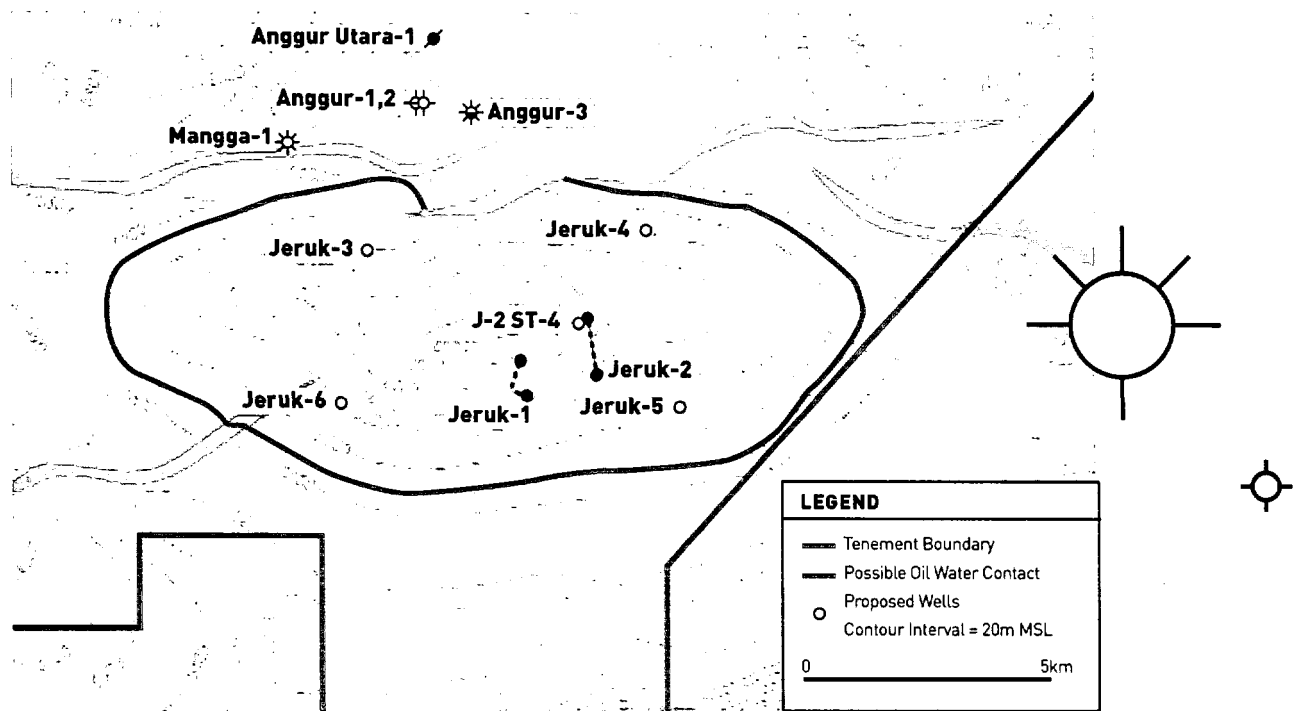 Anggur Utara-1
Anggur-1,2
Anggur-3
Mangga-1
Jeruk-4
Jeruk-3
J-2 ST-4
Jeruk-2
Jeruk-6
Jeruk-1
Jeruk-5
LEGEND
Tenement Boundary
Possible Oil Water Contact
Proposed Wells
Contour Interval = 20m MSL
0 5km